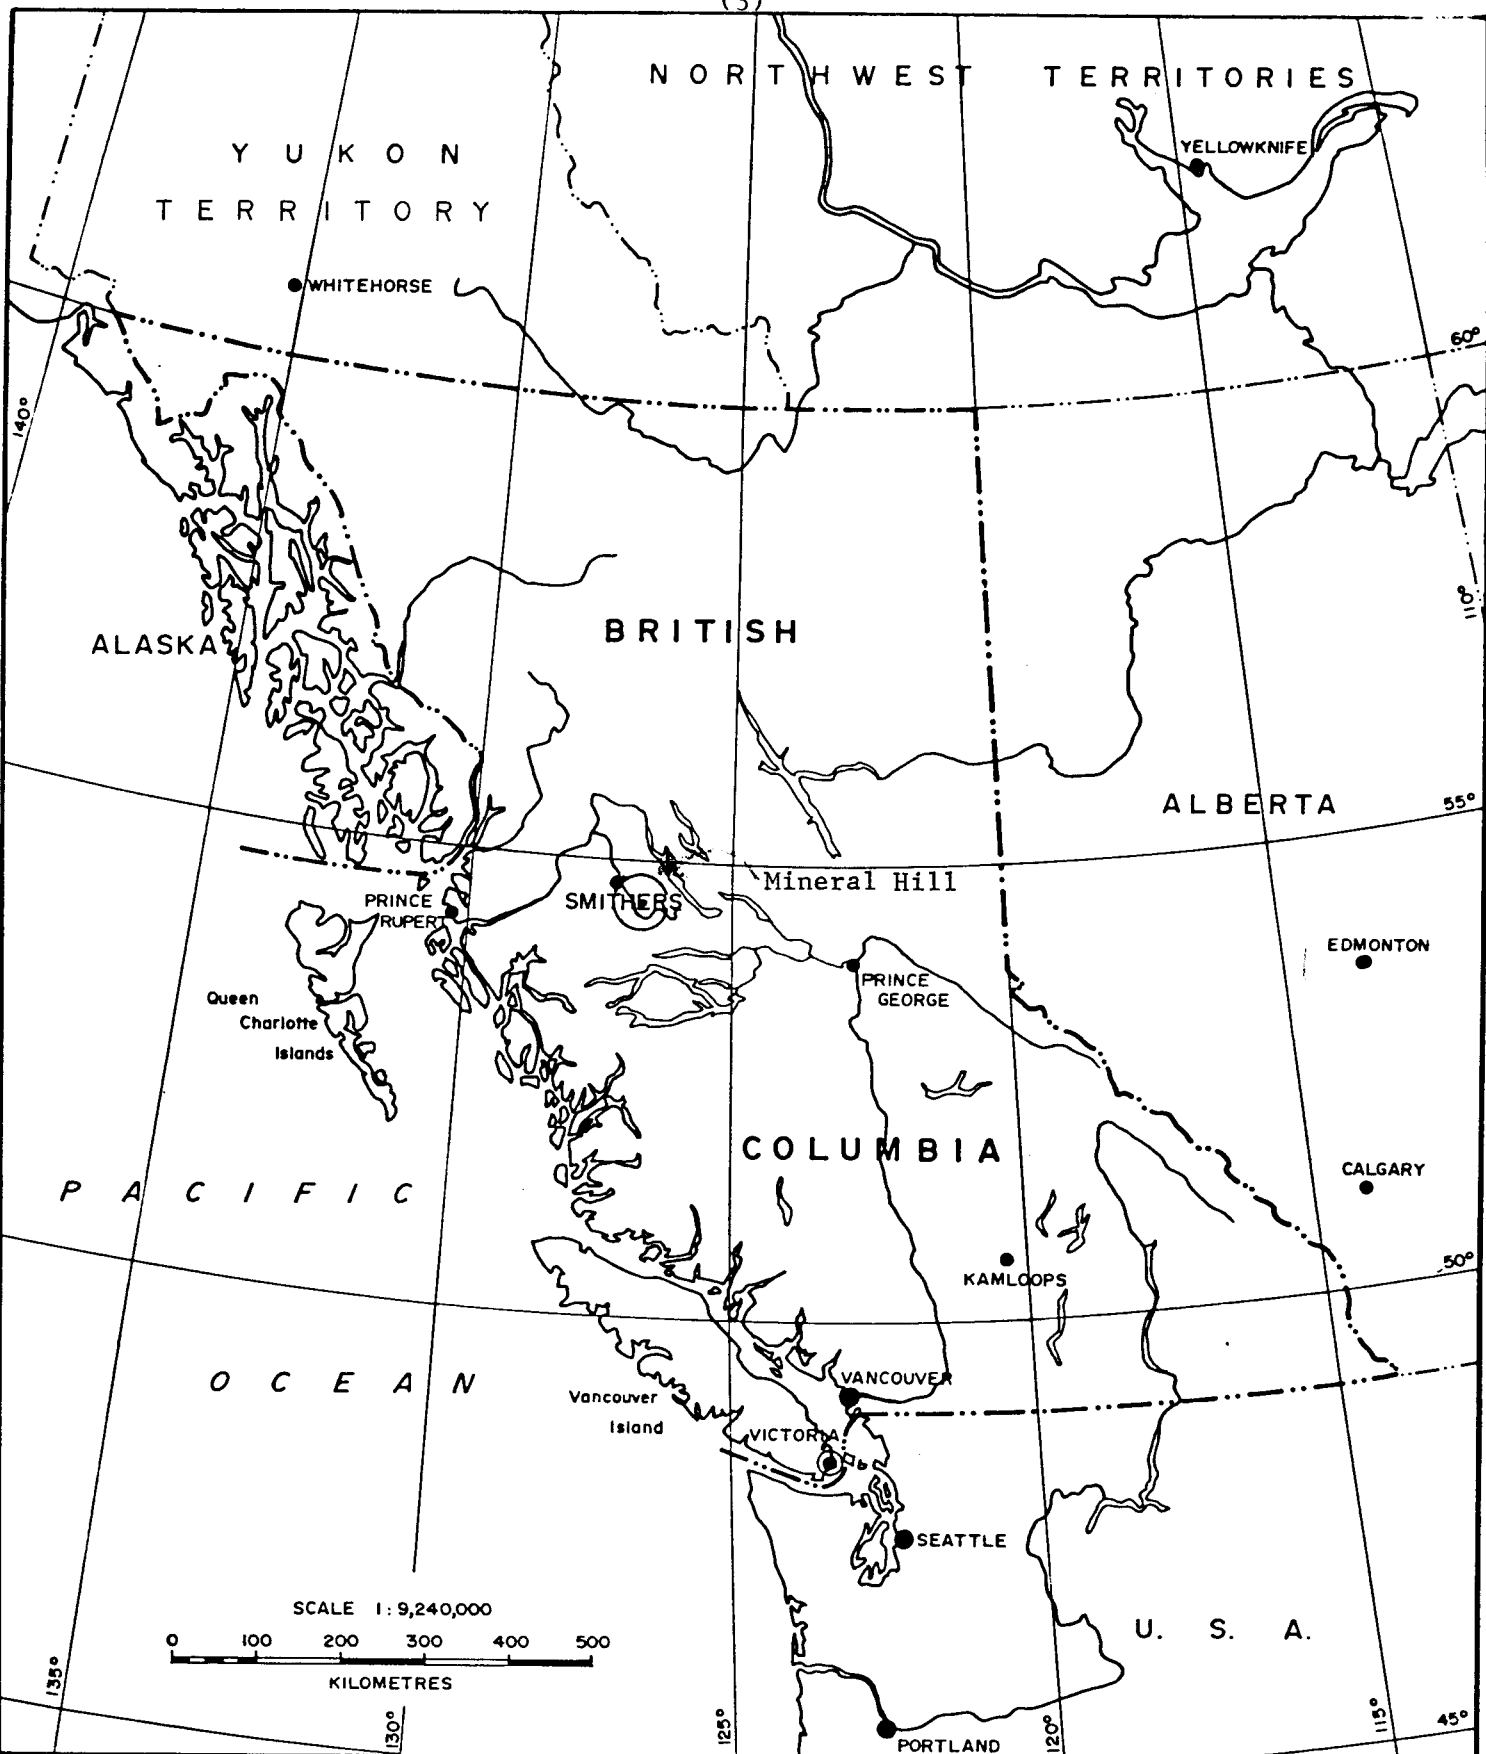 (3)
NORTHWEST TERRITORIES
YELLOWKNIFE
YUKON
TERRITORY
WHITEHORSE
60°
140°
110°
BRITISH
ALASKA
ALBERTA
55°
Mineral Hill
SMITHERS
PRINCE
RUPERT
EDMONTON
PRINCE
GEORGE
Queen
Charlotte
Islands
COLUMBIA
CALGARY
PACIFIC
50°
KAMLOOPS
OCEAN
VANCOUVER
Vancouver
Island
VICTORIA
SEATTLE
SCALE 1:9,240,000
0 100 200 300 400 500
KILOMETRES
U. S. A.
135°
130°
125°
120°
115°
45°
PORTLAND